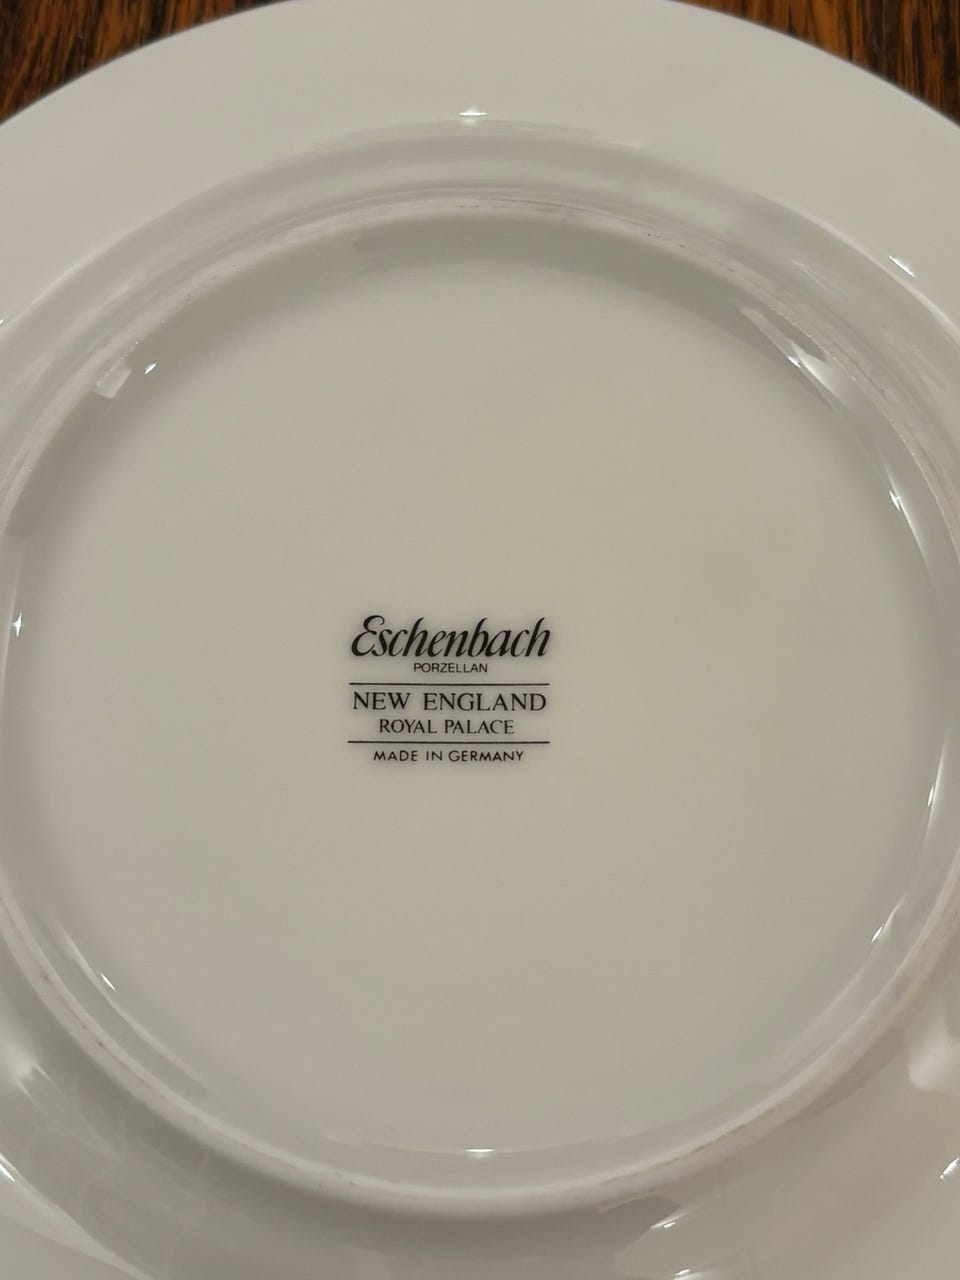 Eschenbach
PORZELLAN
NEW ENGLAND
ROYAL PALACE
MADE IN GERMANY